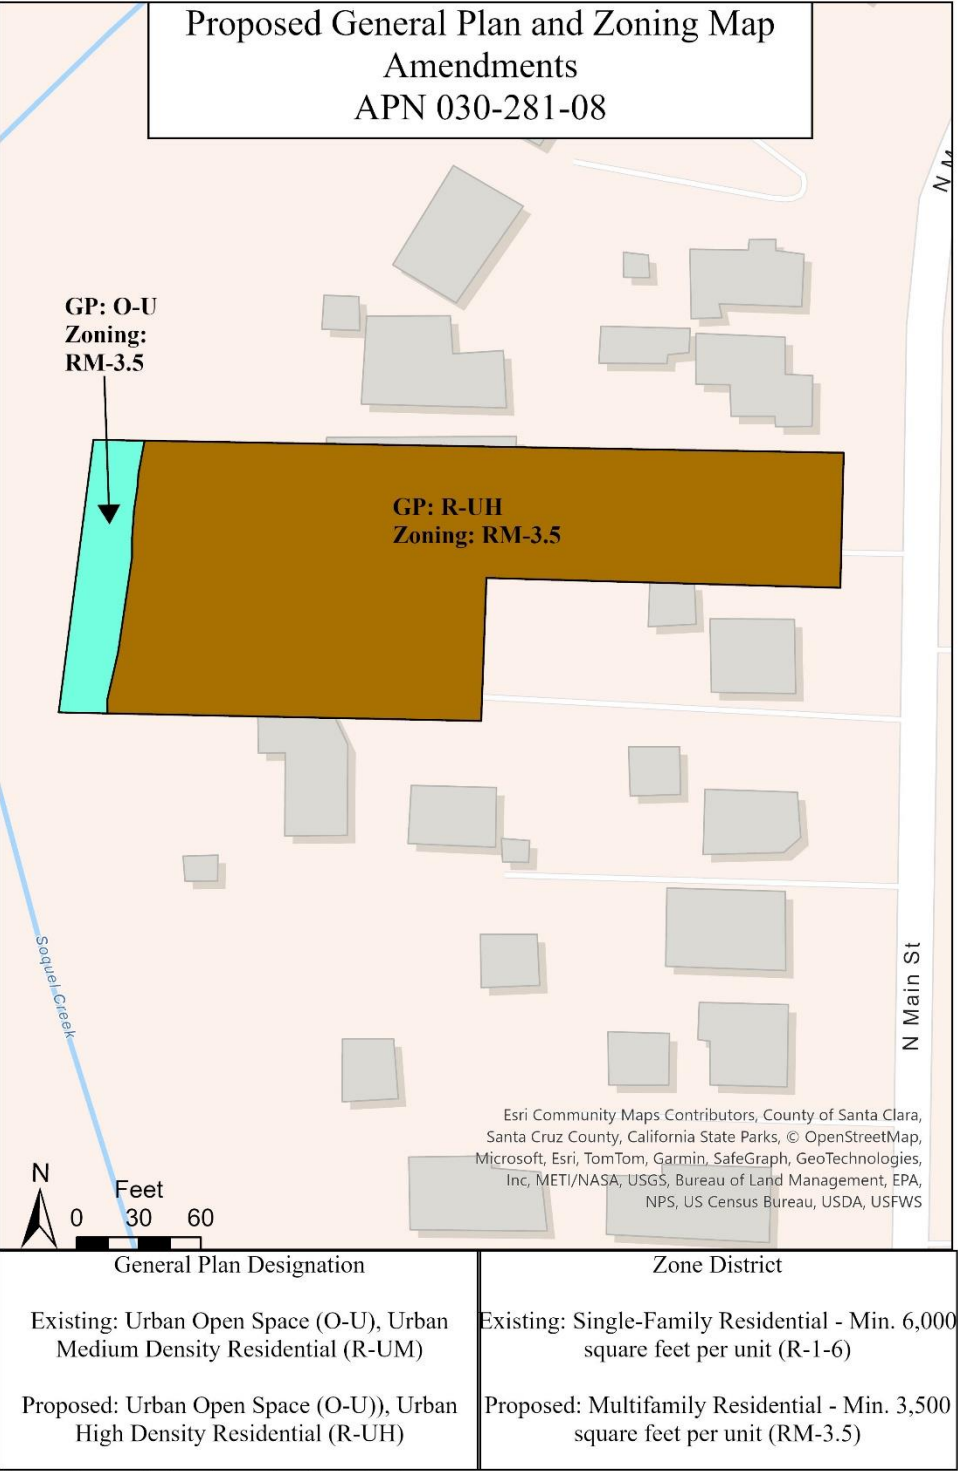 Proposed General Plan and Zoning Map
Amendments
APN 030-281-08
N M
GP: O-U
Zoning:
RM-3.5
GP: R-UH
Zoning: RM-3.5
Soquel Creek
N Main St
Esri Community Maps Contributors, County of Santa Clara,
Santa Cruz County, California State Parks, © OpenStreetMap,
Microsoft, Esri, TomTom, Garmin, SafeGraph, GeoTechnologies,
Inc, METI/NASA, USGS, Bureau of Land Management, EPA,
NPS, US Census Bureau, USDA, USFWS
N
Feet
0 30 60
General Plan Designation
Existing: Urban Open Space (O-U), Urban
Medium Density Residential (R-UM)
Proposed: Urban Open Space (O-U)), Urban
High Density Residential (R-UH)
Zone District
Existing: Single-Family Residential - Min. 6,000
square feet per unit (R-1-6)
Proposed: Multifamily Residential - Min. 3,500
square feet per unit (RM-3.5)